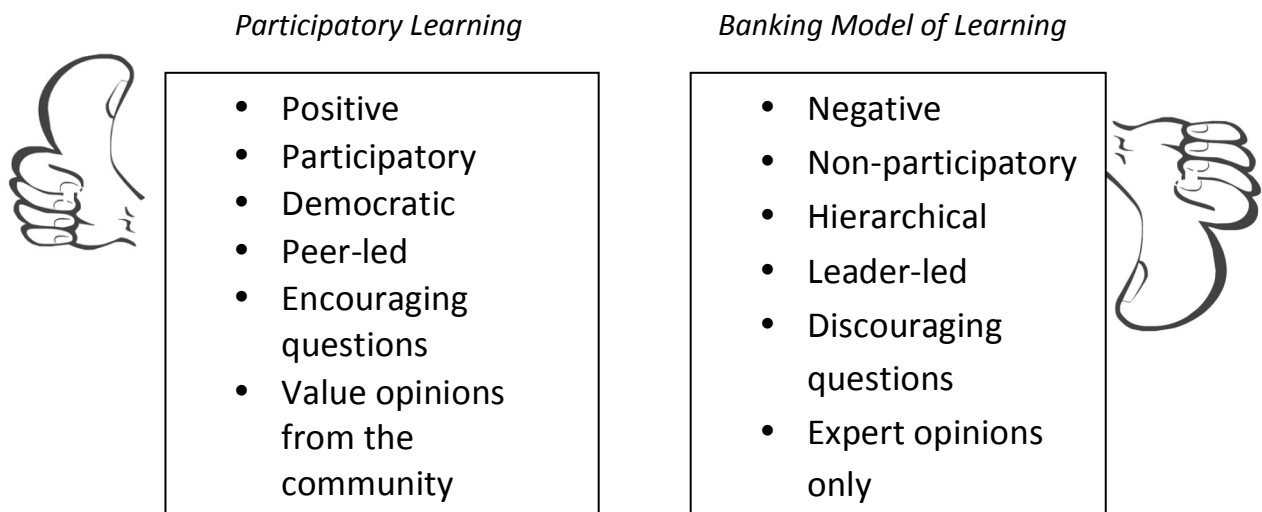 Participatory Learning
• Positive
• Participatory
• Democratic
• Peer-led
• Encouraging
questions
• Value opinions
from the
community
Banking Model of Learning
• Negative
• Non-participatory
• Hierarchical
• Leader-led
• Discouraging
questions
• Expert opinions
only